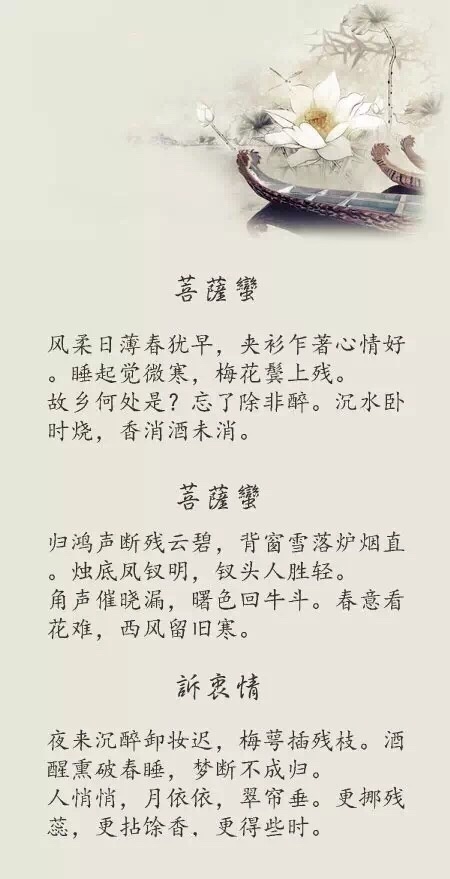 菩薩蠻
风柔日薄春犹早，夹衫乍著心情好
。睡起觉微寒，梅花鬓上残。
故乡何处是？忘了除非醉。沉水卧
时烧，香消酒未消。
菩薩蠻
归鸿声断残云碧，背窗雪落炉烟直
。烛底凤钗明，钗头人胜轻。
角声催晓漏，曙色回牛斗。春意看
花难，西风留旧寒。
訴衷情
夜来沉醉卸妆迟，梅萼插残枝。酒
醒熏破春睡，梦断不成归。
人悄悄，月依依，翠帘垂。更挪残
蕊，更拈馀香，更得些时。